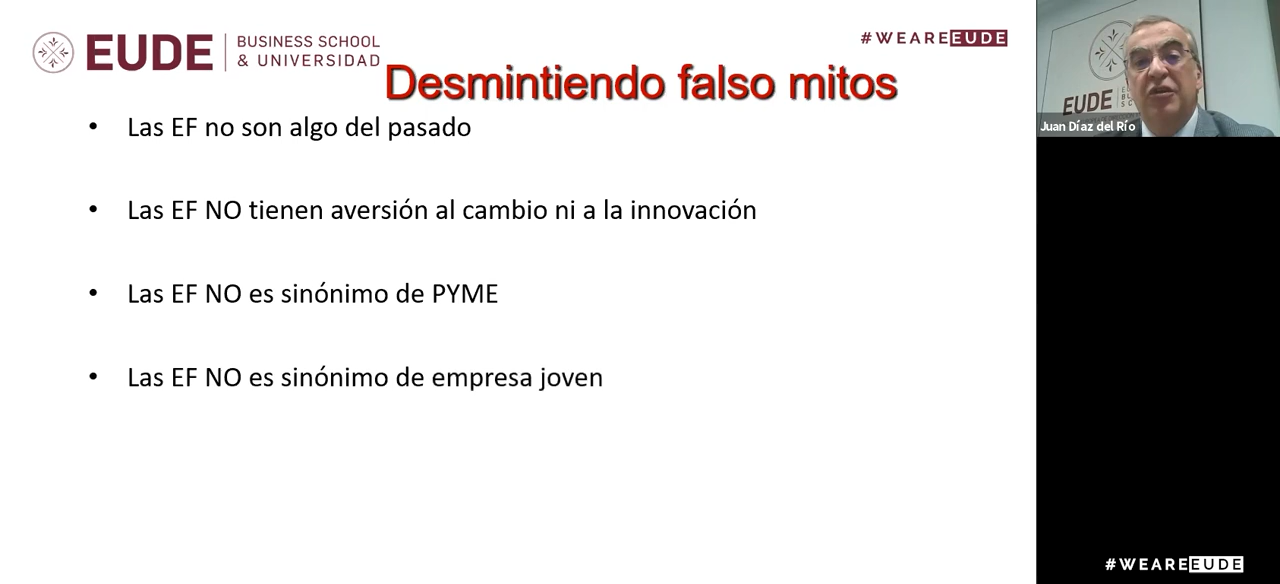 EUDE BUSINESS SCHOOL
& UNIVERSIDAD
#WEAREEUDE
Desmintiendo falso mitos
• Las EF no son algo del pasado
• Las EF NO tienen aversión al cambio ni a la innovación
• Las EF NO es sinónimo de PYME
• Las EF NO es sinónimo de empresa joven
EUDE
Juan Díaz del Río
#WEAREEUDE